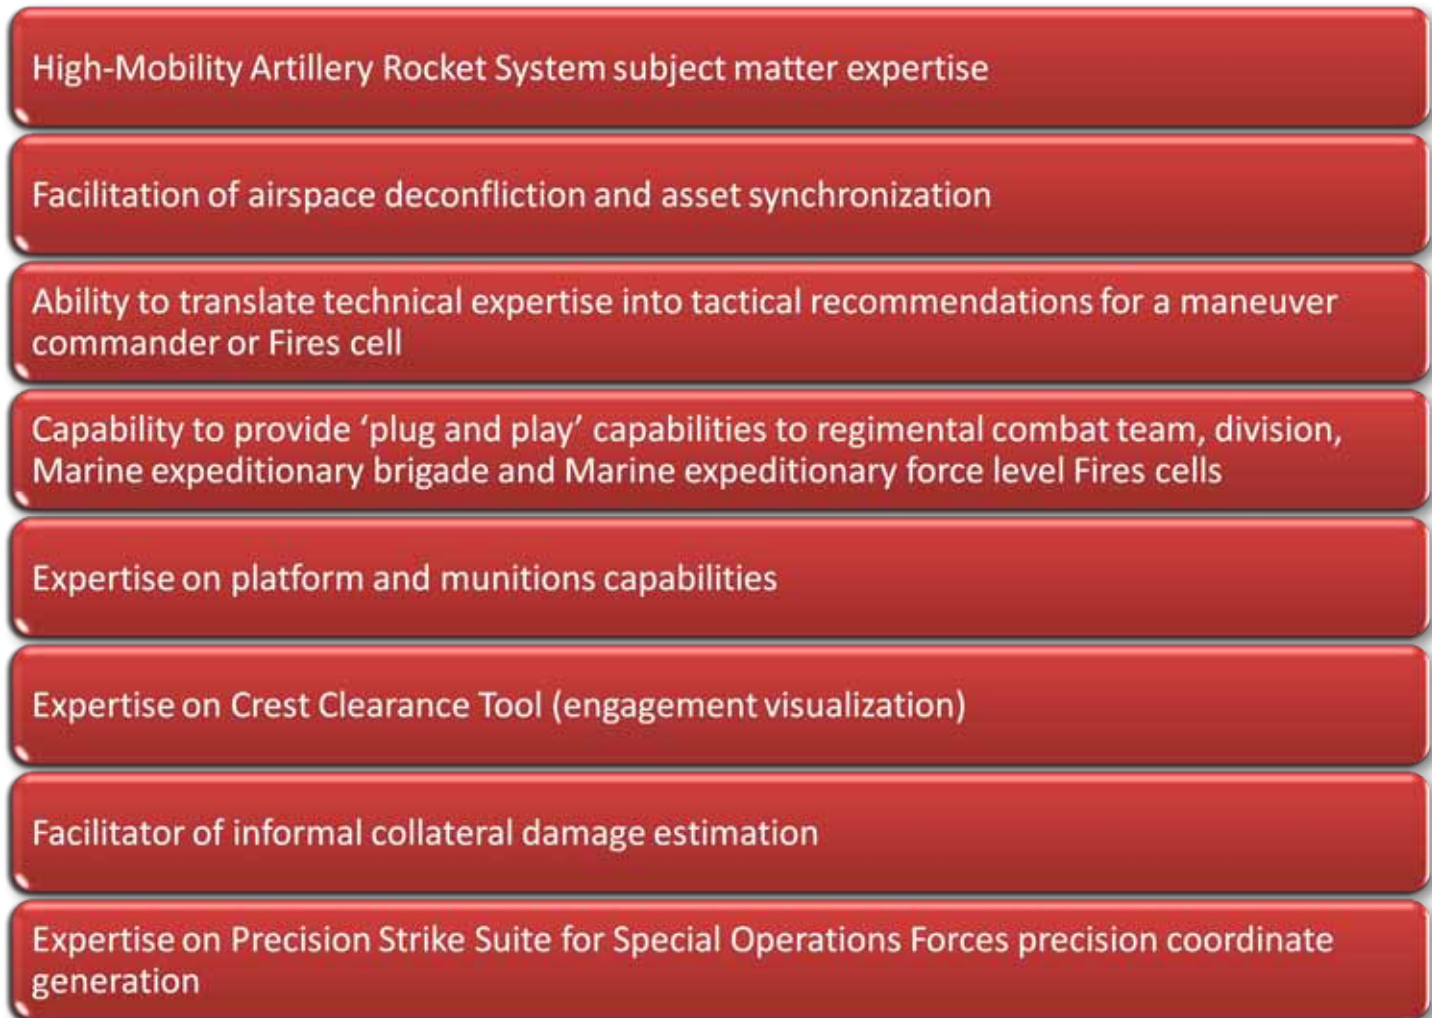 High-Mobility Artillery Rocket System subject matter expertise
Facilitation of airspace deconfliction and asset synchronization
Ability to translate technical expertise into tactical recommendations for a maneuver
commander or Fires cell
Capability to provide ‘plug and play’ capabilities to regimental combat team, division,
Marine expeditionary brigade and Marine expeditionary force level Fires cells
Expertise on platform and munitions capabilities
Expertise on Crest Clearance Tool (engagement visualization)
Facilitator of informal collateral damage estimation
Expertise on Precision Strike Suite for Special Operations Forces precision coordinate
generation